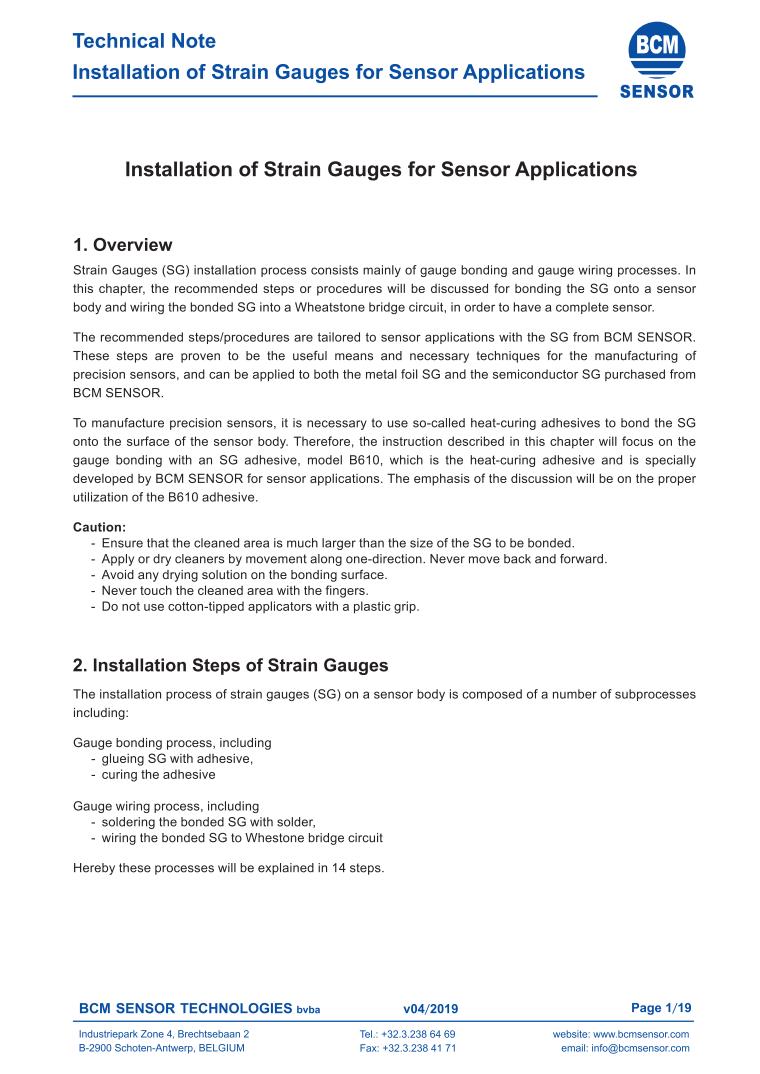 Technical Note
Installation of Strain Gauges for Sensor Applications
BCM
SENSOR
Installation of Strain Gauges for Sensor Applications
1. Overview
Strain Gauges (SG) installation process consists mainly of gauge bonding and gauge wiring processes. In
this chapter, the recommended steps or procedures will be discussed for bonding the SG onto a sensor
body and wiring the bonded SG into a Wheatstone bridge circuit, in order to have a complete sensor.
The recommended steps/procedures are tailored to sensor applications with the SG from BCM SENSOR.
These steps are proven to be the useful means and necessary techniques for the manufacturing of
precision sensors, and can be applied to both the metal foil SG and the semiconductor SG purchased from
BCM SENSOR.
To manufacture precision sensors, it is necessary to use so-called heat-curing adhesives to bond the SG
onto the surface of the sensor body. Therefore, the instruction described in this chapter will focus on the
gauge bonding with an SG adhesive, model B610, which is the heat-curing adhesive and is specially
developed by BCM SENSOR for sensor applications. The emphasis of the discussion will be on the proper
utilization of the B610 adhesive.
Caution:
- Ensure that the cleaned area is much larger than the size of the SG to be bonded.
- Apply or dry cleaners by movement along one-direction. Never move back and forward.
- Avoid any drying solution on the bonding surface.
- Never touch the cleaned area with the fingers.
- Do not use cotton-tipped applicators with a plastic grip.
2. Installation Steps of Strain Gauges
The installation process of strain gauges (SG) on a sensor body is composed of a number of subprocesses
including:
Gauge bonding process, including
- glueing SG with adhesive,
- curing the adhesive
Gauge wiring process, including
- soldering the bonded SG with solder,
- wiring the bonded SG to Whestone bridge circuit
Hereby these processes will be explained in 14 steps.
BCM SENSOR TECHNOLOGIES bvba v04/2019 Page 1/19
Industriepark Zone 4, Brechtsebaan 2 Tel.: +32.3.238 64 69 website: www.bcmsensor.com
B-2900 Schoten-Antwerp, BELGIUM Fax: +32.3.238 41 71 email: info@bcmsensor.com